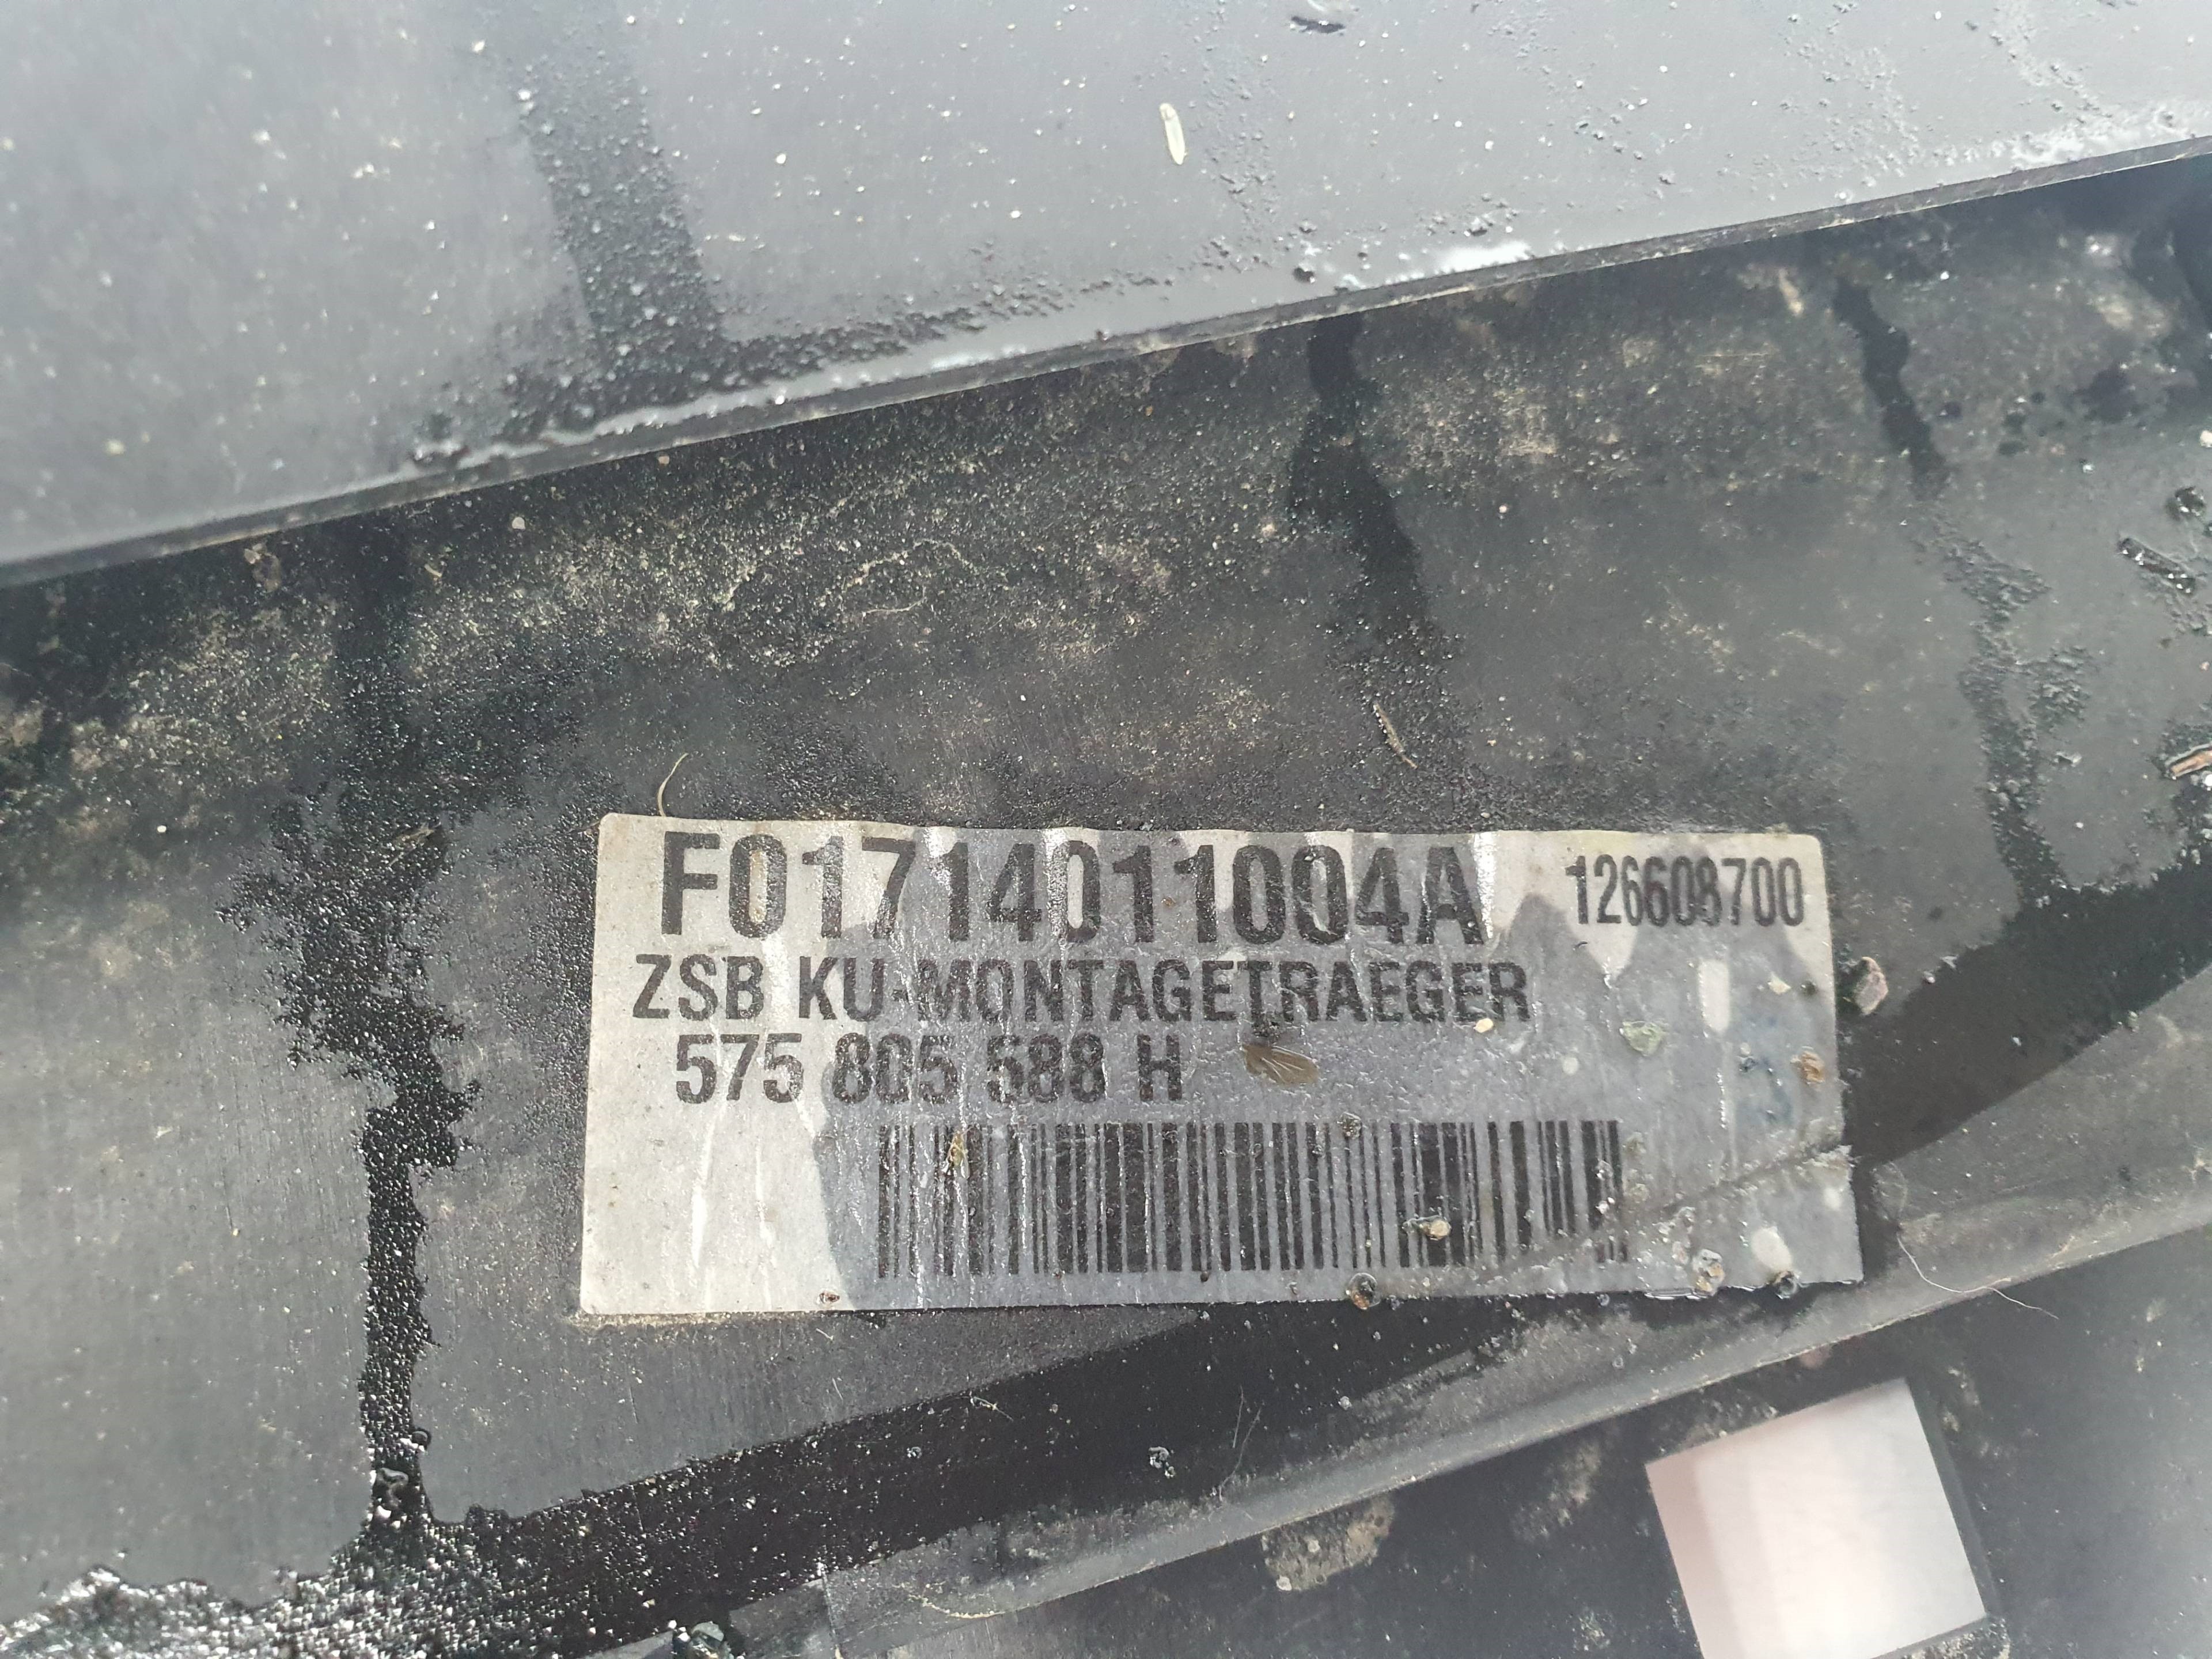 F01714011004A 126608700
ZSB KU-MONTAGETRAEGER
575 805 588 H